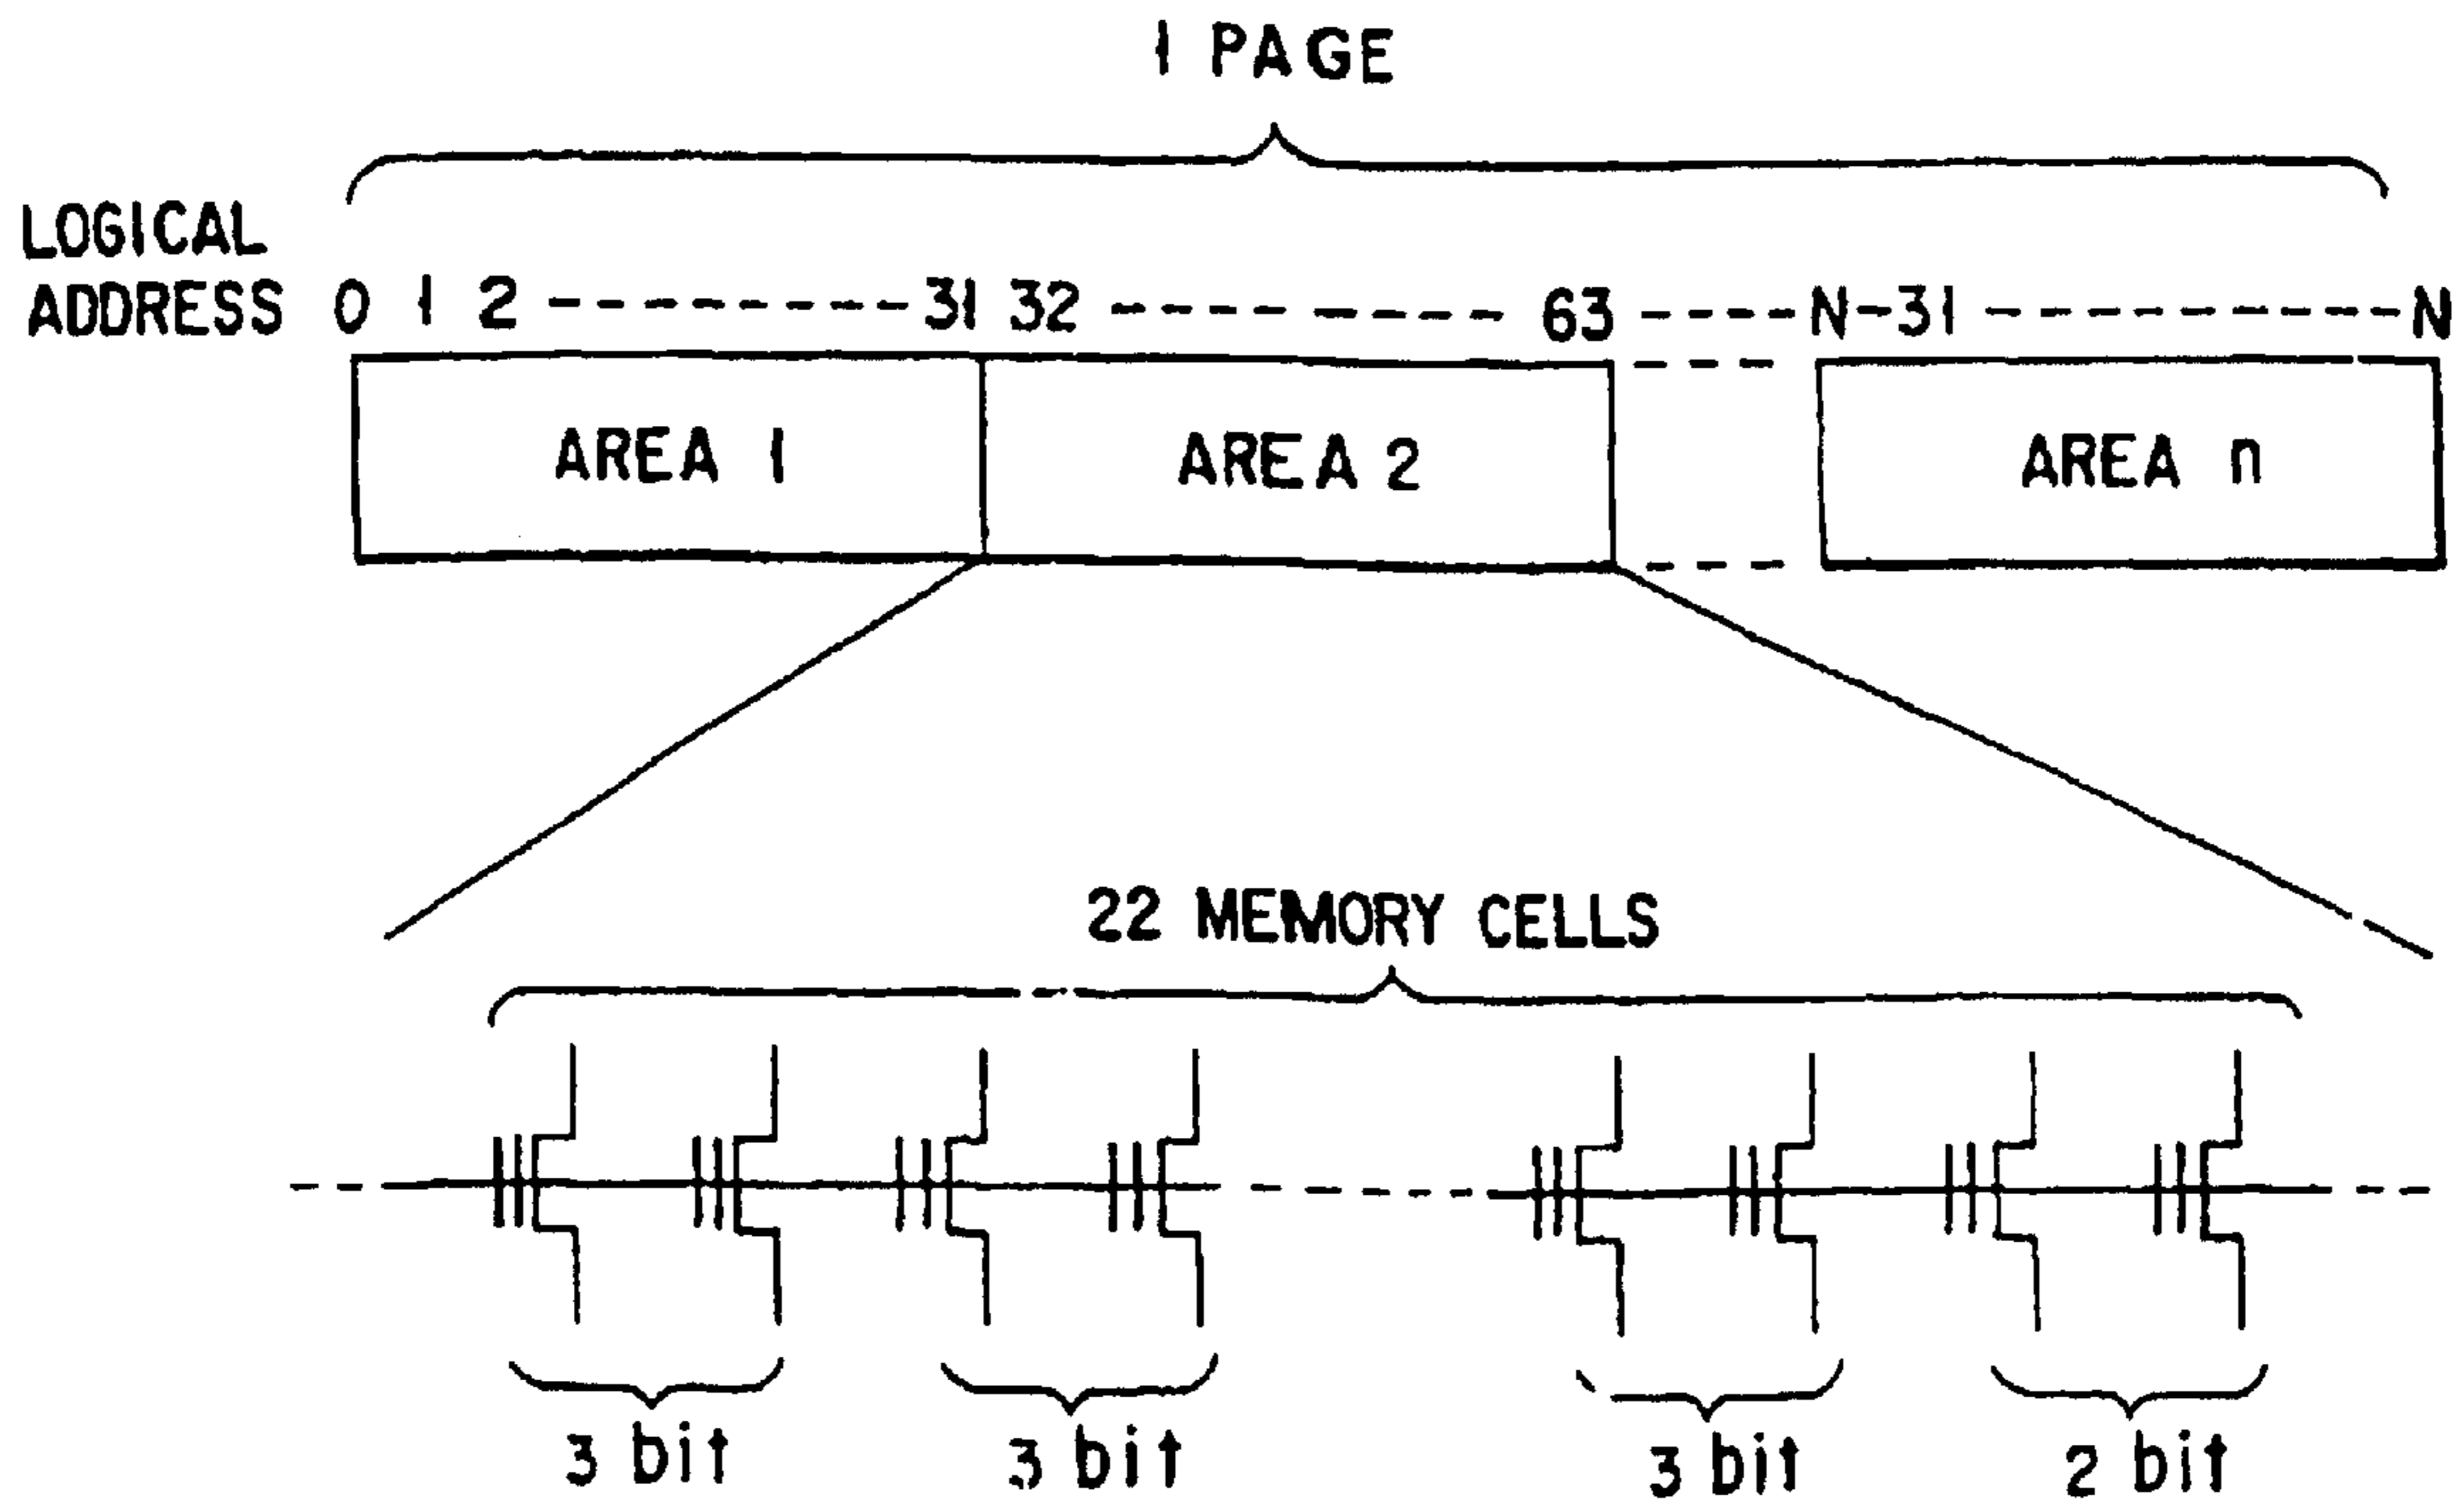 1 PAGE
LOGICAL
ADDRESS 0 1 2 --------- 31 32 --------- 63 ---- N-31 --------- N
AREA 1 AREA 2 AREA n
22 MEMORY CELLS
3 bit 3 bit 3 bit 2 bit